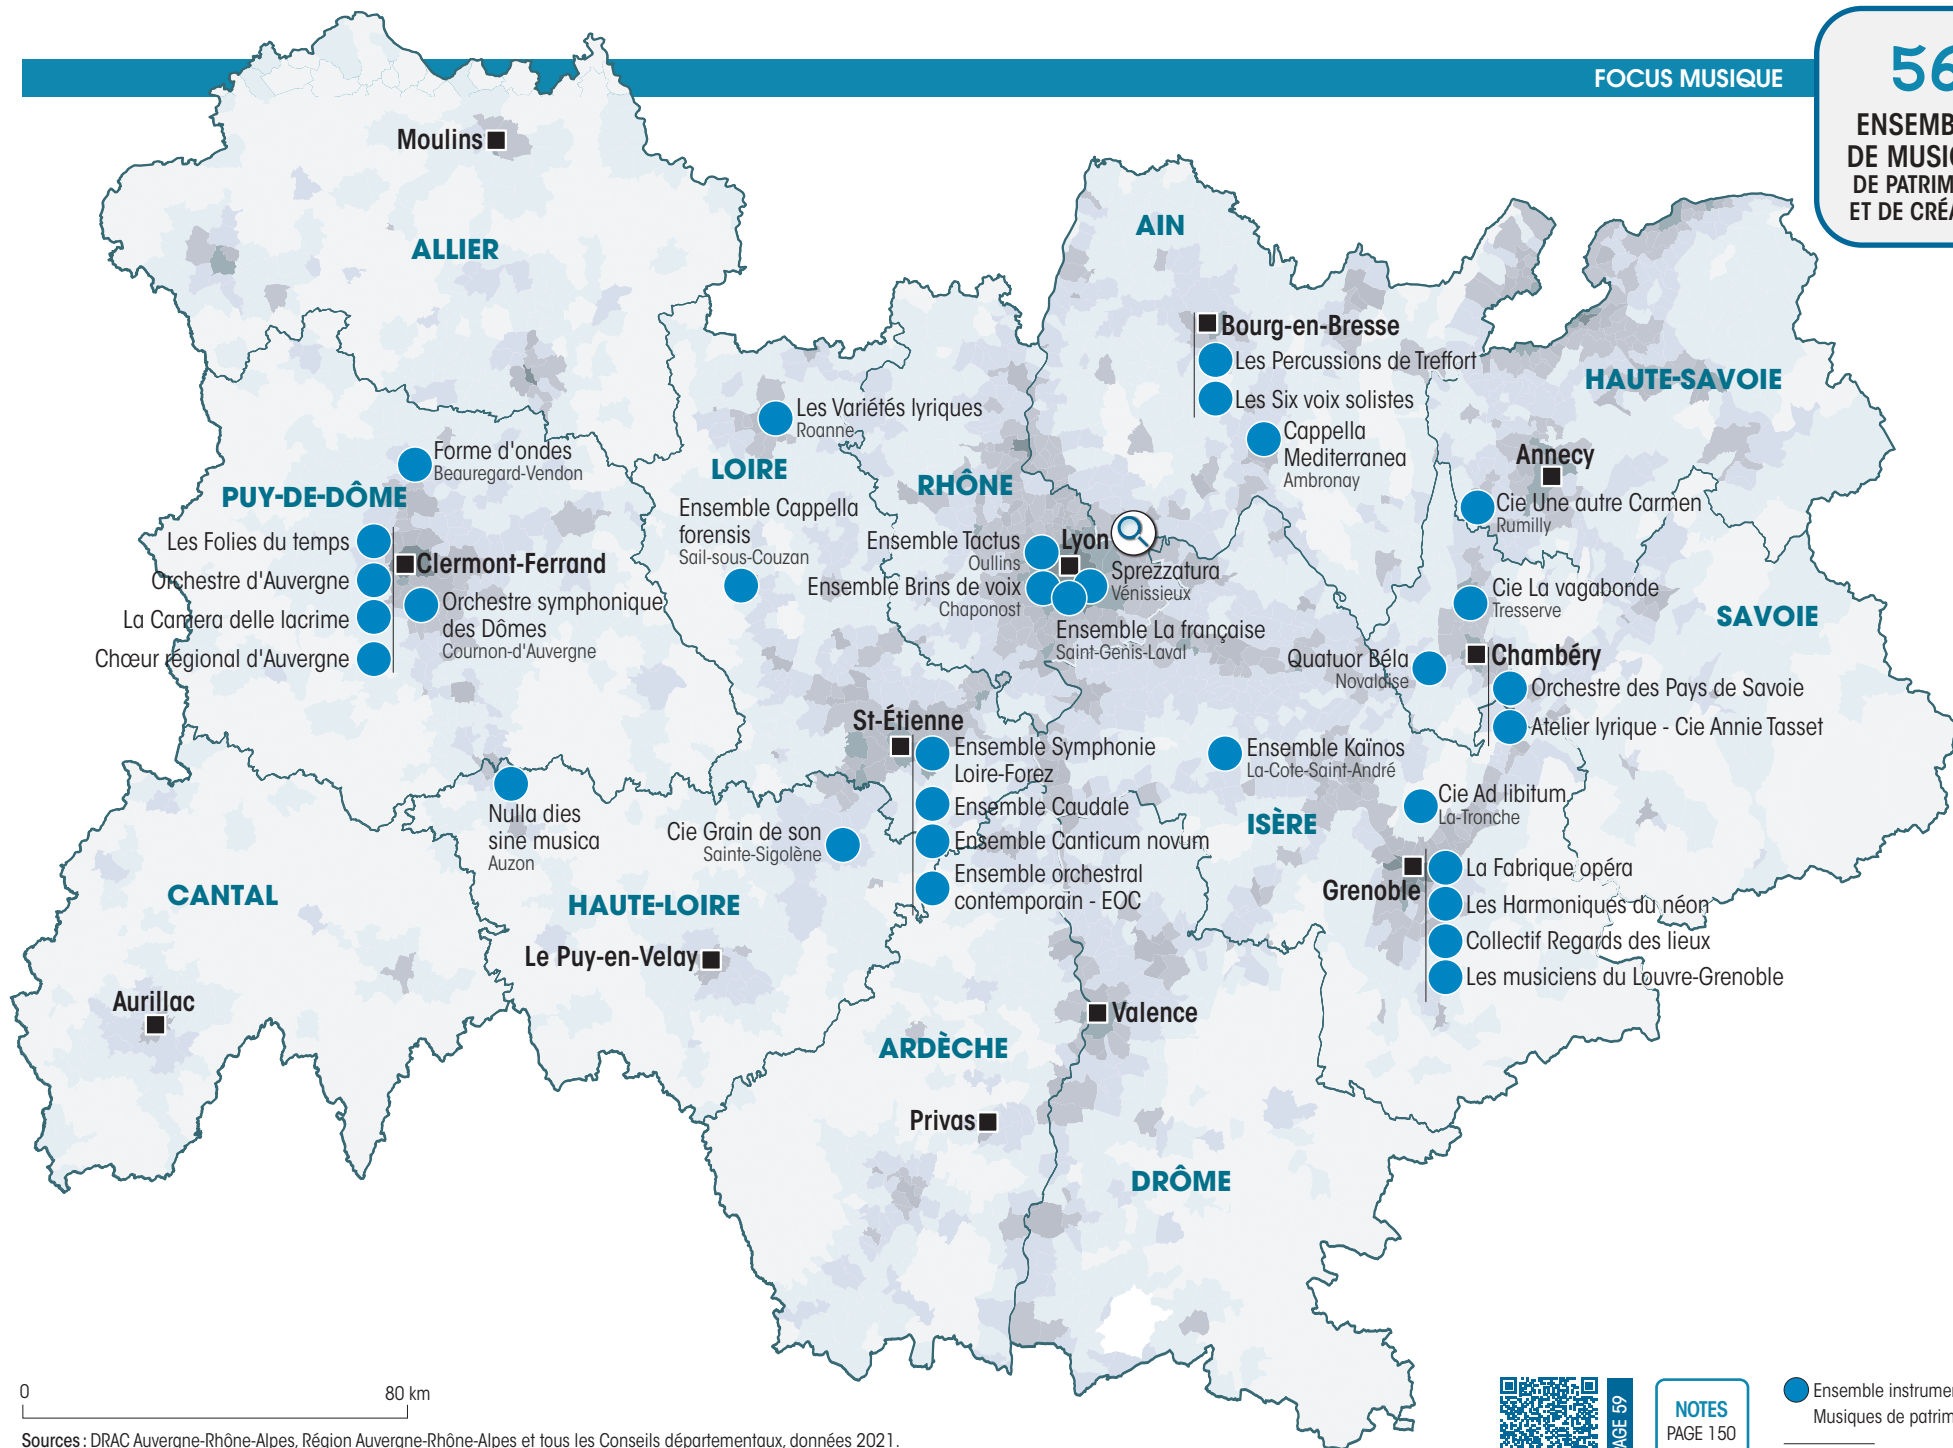 FOCUS MUSIQUE
56
DE
ET DE
Moulins
ALLIER
AIN
Bourg-en-Bresse
Les Percussions de Treffort
Les Six voix solistes
Cappella
Mediterranea
Ambronay
HAUTE-SAVOIE
Annecy
Cie Une autre Carmen
Rumilly
Les Variétés lyriques
Roanne
LOIRE
RHÔNE
Forme d'ondes
Beauregard-Vendon
PUY-DE-DÔME
Les Folies du temps
Clermont-Ferrand
Orchestre d'Auvergne
La Camera delle lacrime
Chœur régional d'Auvergne
Orchestre symphonique
des Dômes
Cournon-d'Auvergne
Ensemble Cappella
forensis
Sail-sous-Couzan
Ensemble Tactus
Oullins
Lyon
Ensemble Brins de voix
Chaponost
Sprezzatura
Vénissieux
Ensemble La française
Saint-Genis-Laval
Cie La vagabonde
Tresserve
SAVOIE
Quatuor Béla
Novalaise
Chambéry
Orchestre des Pays de Savoie
Atelier lyrique - Cie Annie Tasset
St-Étienne
Ensemble Symphonie
Loire-Forez
Ensemble Caudale
Ensemble Canticum novum
Ensemble orchestral
contemporain - EOC
Ensemble Kaïnos
La-Cote-Saint-André
ISÈRE
Cie Ad libitum
La-Tronche
Grenoble
La Fabrique opéra
Les Harmoniques du néon
Collectif Regards des lieux
Les musiciens du Louvre-Grenoble
Nulla dies
sine musica
Auzon
Cie Grain de son
Sainte-Sigolène
CANTAL
HAUTE-LOIRE
Le Puy-en-Velay
Aurillac
ARDÈCHE
Valence
Privas
DRÔME
0 80 km
Sources : DRAC Auvergne-Rhône-Alpes, Région Auvergne-Rhône-Alpes et tous les Conseils départementaux, données 2021.
59
NOTES
PAGE 150
Ensemble
Musiques de